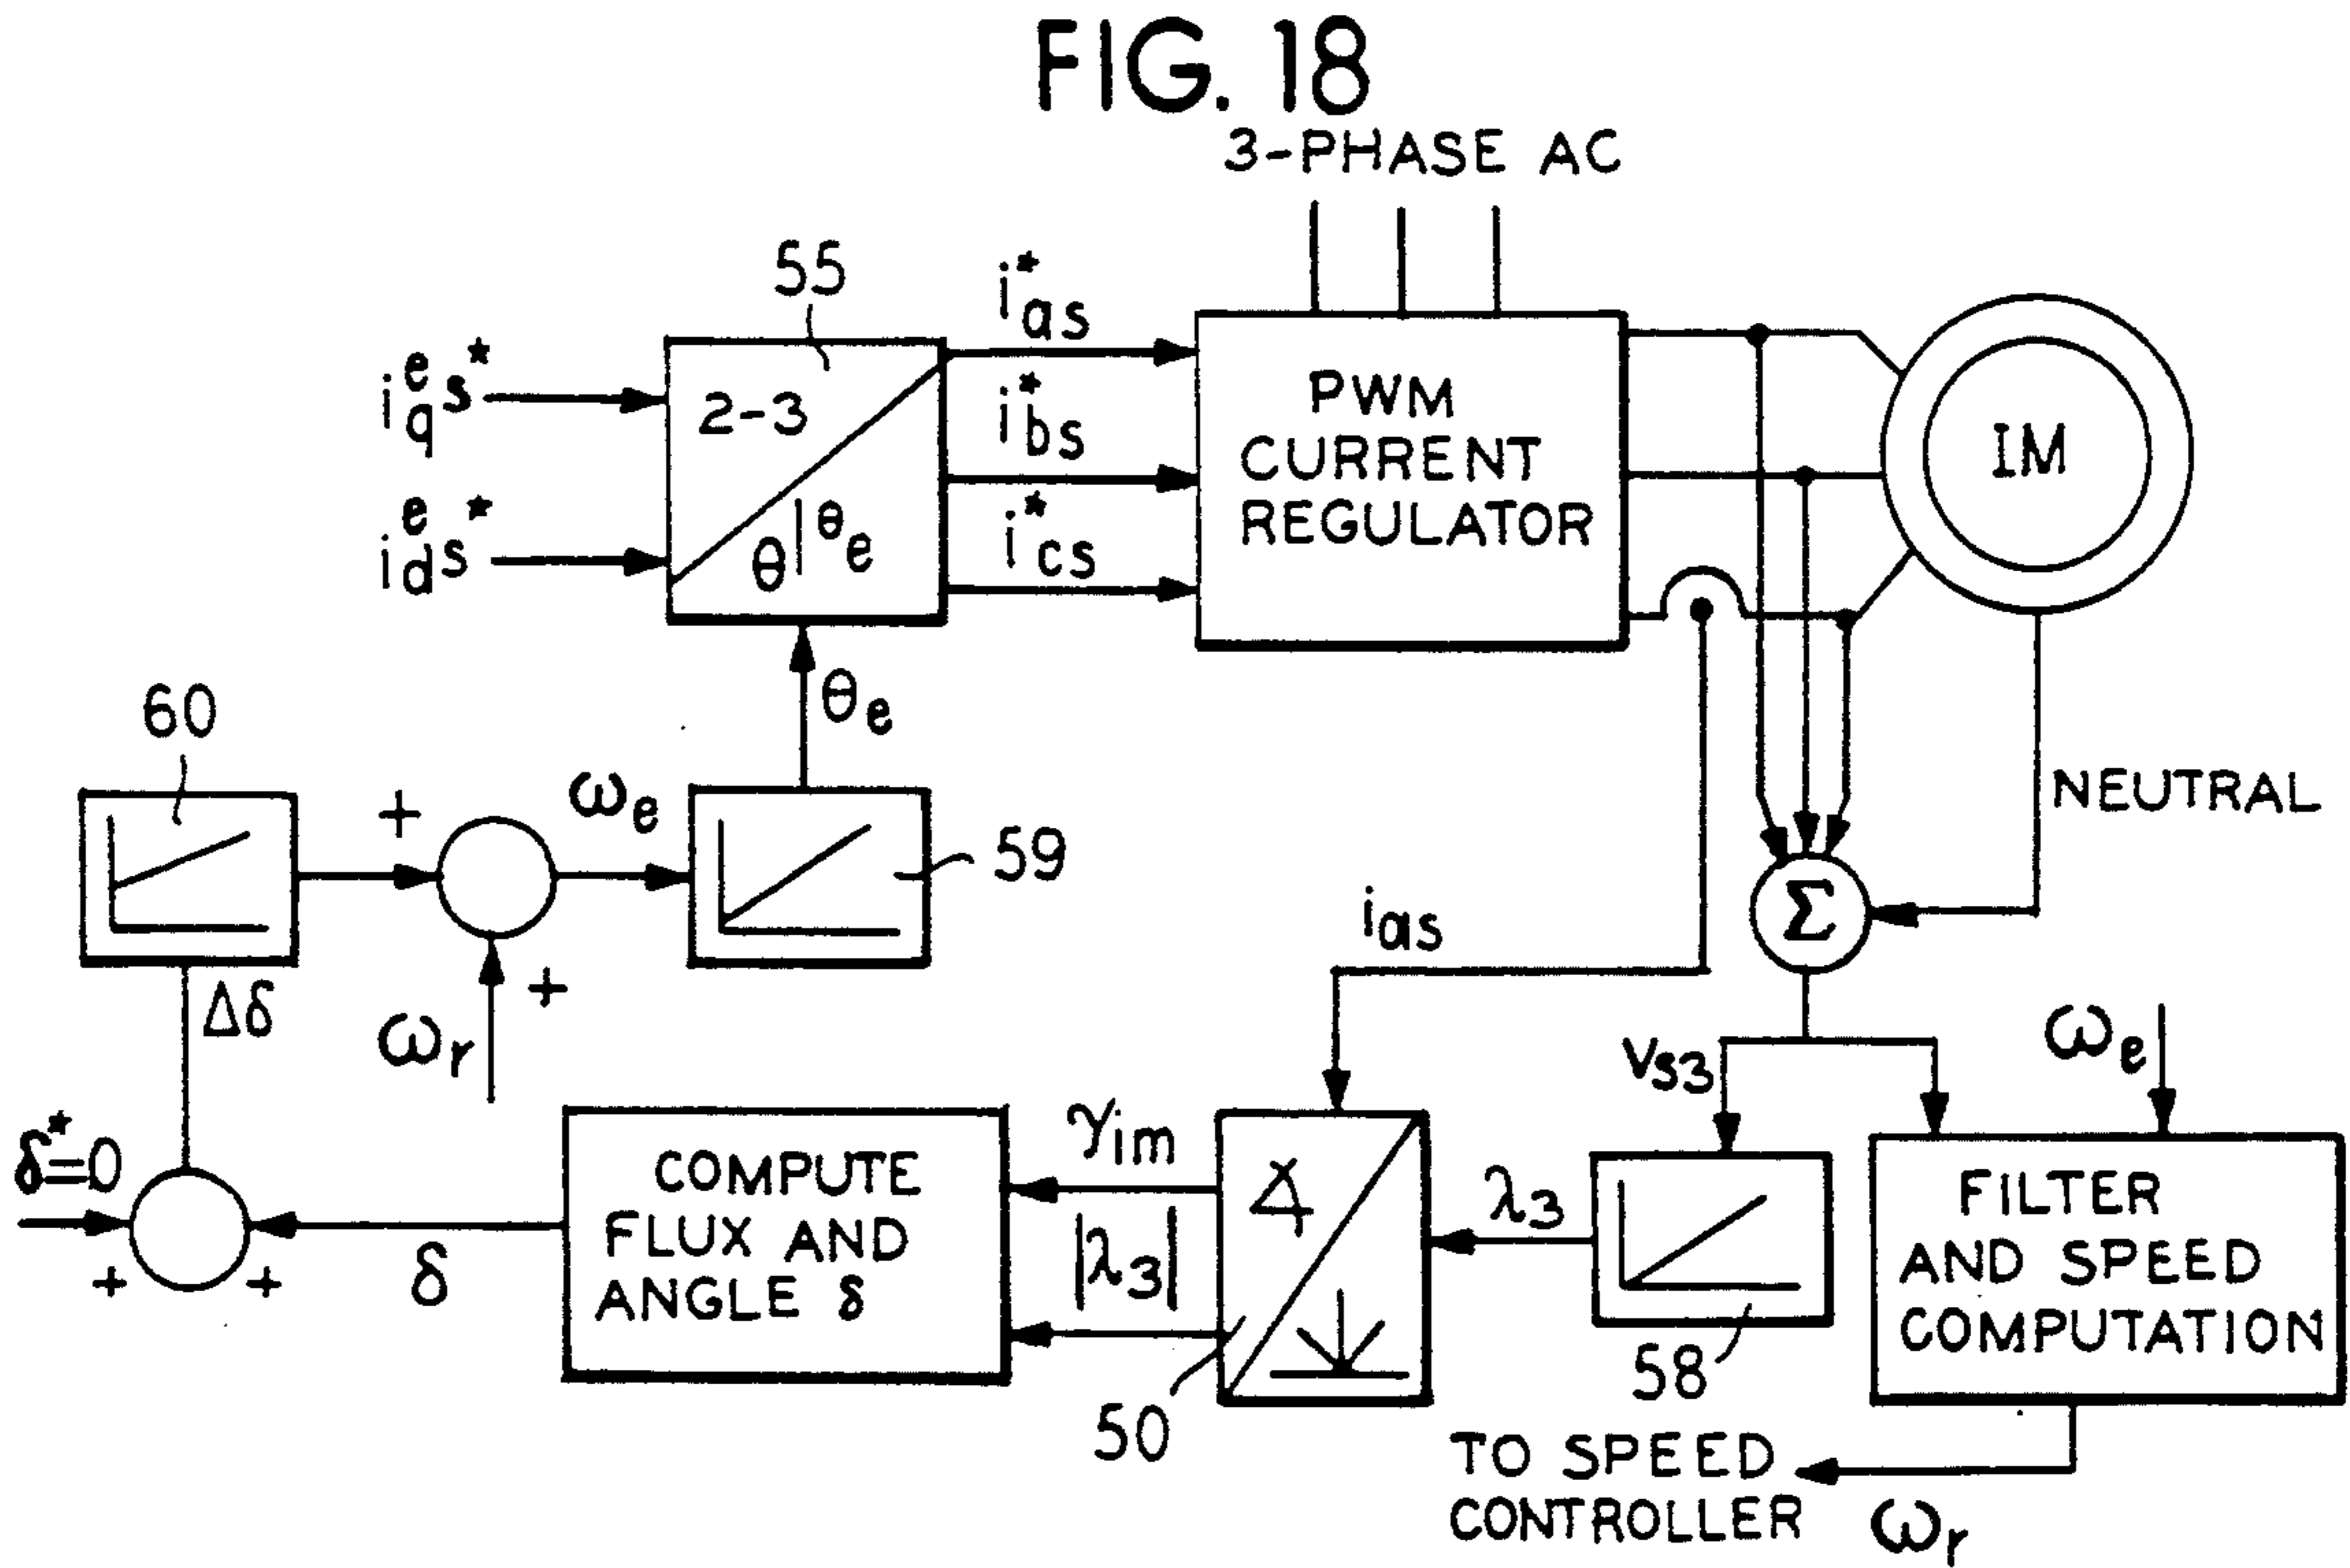 FIG. 18
3-PHASE AC
55
i*as
ieqs*
2-3
PWM
CURRENT
REGULATOR
i*bs
IM
ieds*
θ|θe
i*cs
60
θe
+
ωe
59
NEUTRAL
Σ
ias
Δδ
ωr
+
vs3
ωe
δ*=0
COMPUTE
FLUX AND
ANGLE δ
γim
|λ3|
λ3
FILTER
AND SPEED
COMPUTATION
+
+
δ
50
58
TO SPEED
CONTROLLER
ωr